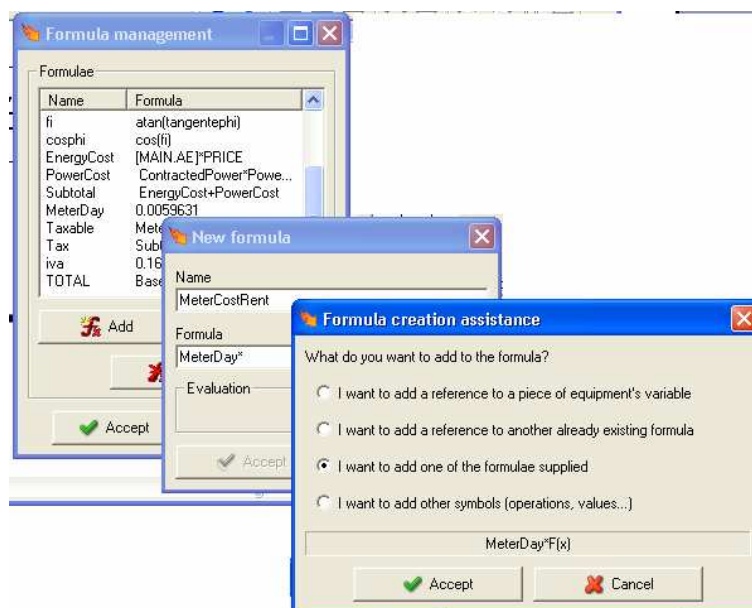 Formula management
Formulae
Name Formula
fi atan(tangentephi)
cosphi cos(fi)
EnergyCost [MAIN.AE]*PRICE
PowerCost ContractedPower*Powe...
Subtotal EnergyCost+PowerCost
MeterDay 0.0059631
Taxable
Tax
iva 0.16
TOTAL
Add
Accept
New formula
Name
MeterCostRent
Formula
MeterDay*
Evaluation
Accept
Formula creation assistance
What do you want to add to the formula?
I want to add a reference to a piece of equipment's variable
I want to add a reference to another already existing formula
I want to add one of the formulae supplied
I want to add other symbols (operations, values...)
MeterDay*F(x)
Accept Cancel